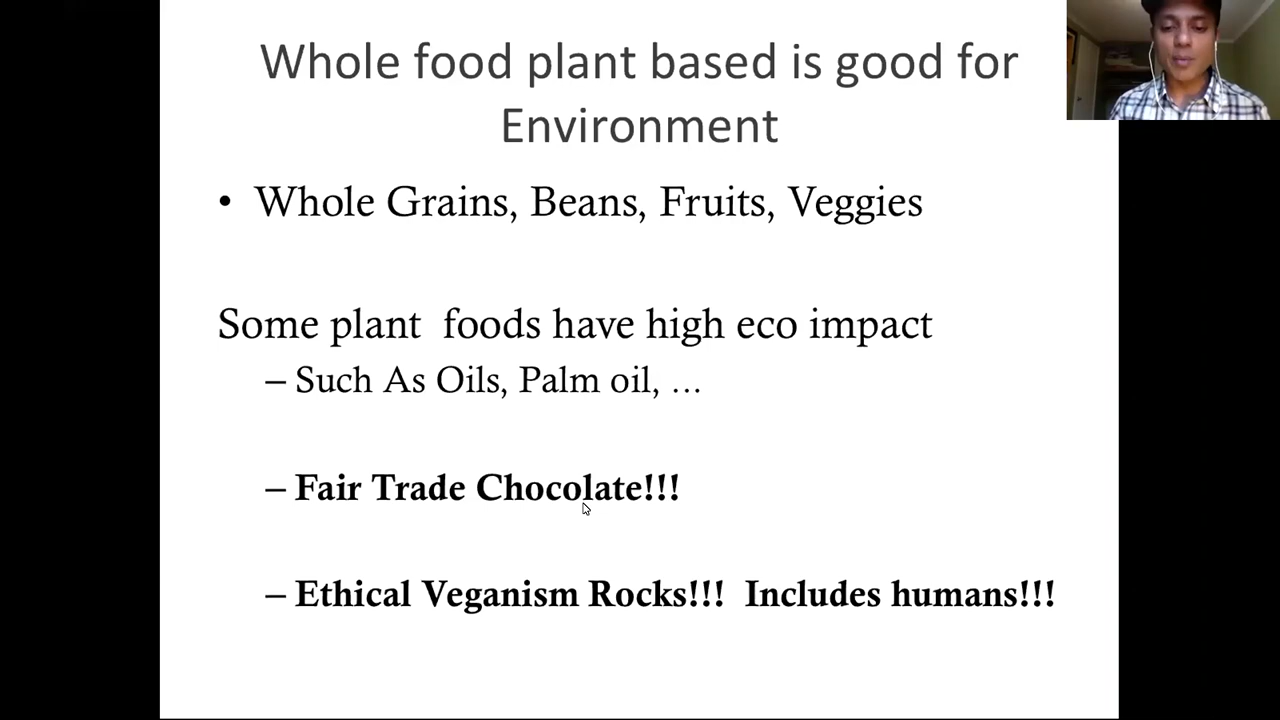 Whole food plant based is good for
Environment
• Whole Grains, Beans, Fruits, Veggies
Some plant foods have high eco impact
– Such As Oils, Palm oil, ...
– Fair Trade Chocolate!!!
– Ethical Veganism Rocks!!! Includes humans!!!